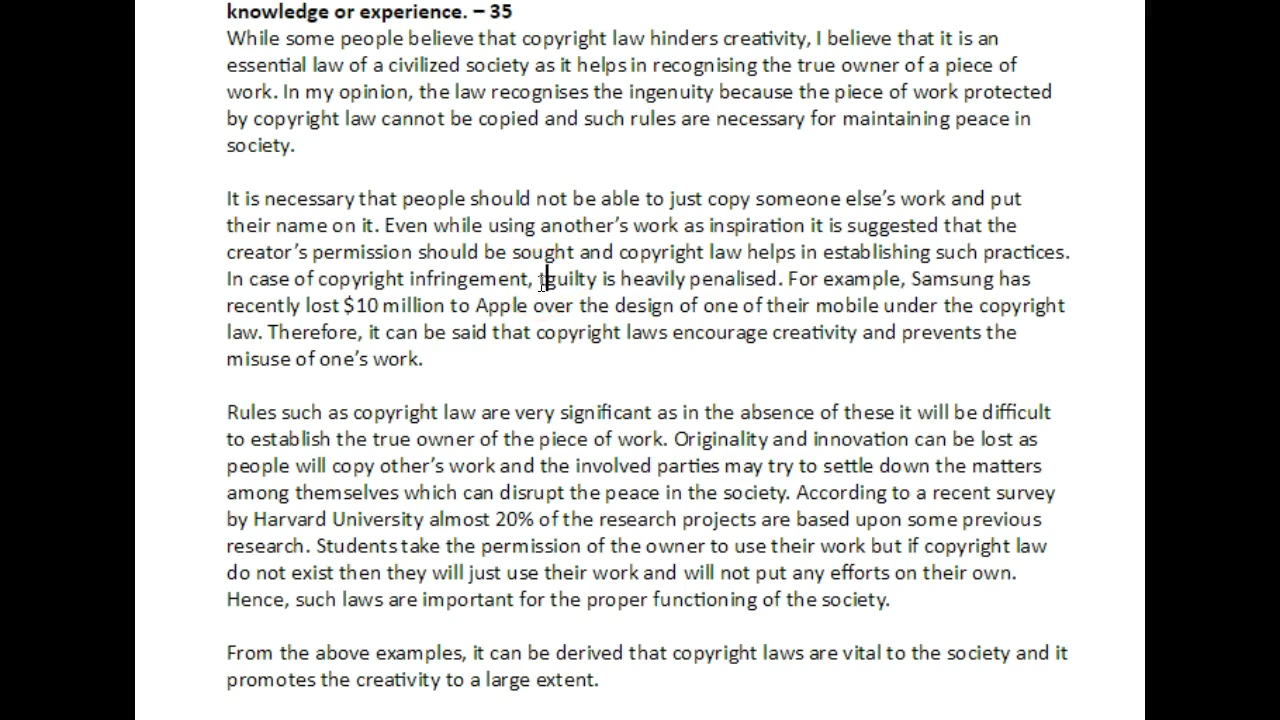 knowledge or experience. – 35
While some people believe that copyright law hinders creativity, I believe that it is an
essential law of a civilized society as it helps in recognising the true owner of a piece of
work. In my opinion, the law recognises the ingenuity because the piece of work protected
by copyright law cannot be copied and such rules are necessary for maintaining peace in
society.
It is necessary that people should not be able to just copy someone else’s work and put
their name on it. Even while using another’s work as inspiration it is suggested that the
creator’s permission should be sought and copyright law helps in establishing such practices.
In case of copyright infringement, tguilty is heavily penalised. For example, Samsung has
recently lost $10 million to Apple over the design of one of their mobile under the copyright
law. Therefore, it can be said that copyright laws encourage creativity and prevents the
misuse of one’s work.
Rules such as copyright law are very significant as in the absence of these it will be difficult
to establish the true owner of the piece of work. Originality and innovation can be lost as
people will copy other’s work and the involved parties may try to settle down the matters
among themselves which can disrupt the peace in the society. According to a recent survey
by Harvard University almost 20% of the research projects are based upon some previous
research. Students take the permission of the owner to use their work but if copyright law
do not exist then they will just use their work and will not put any efforts on their own.
Hence, such laws are important for the proper functioning of the society.
From the above examples, it can be derived that copyright laws are vital to the society and it
promotes the creativity to a large extent.